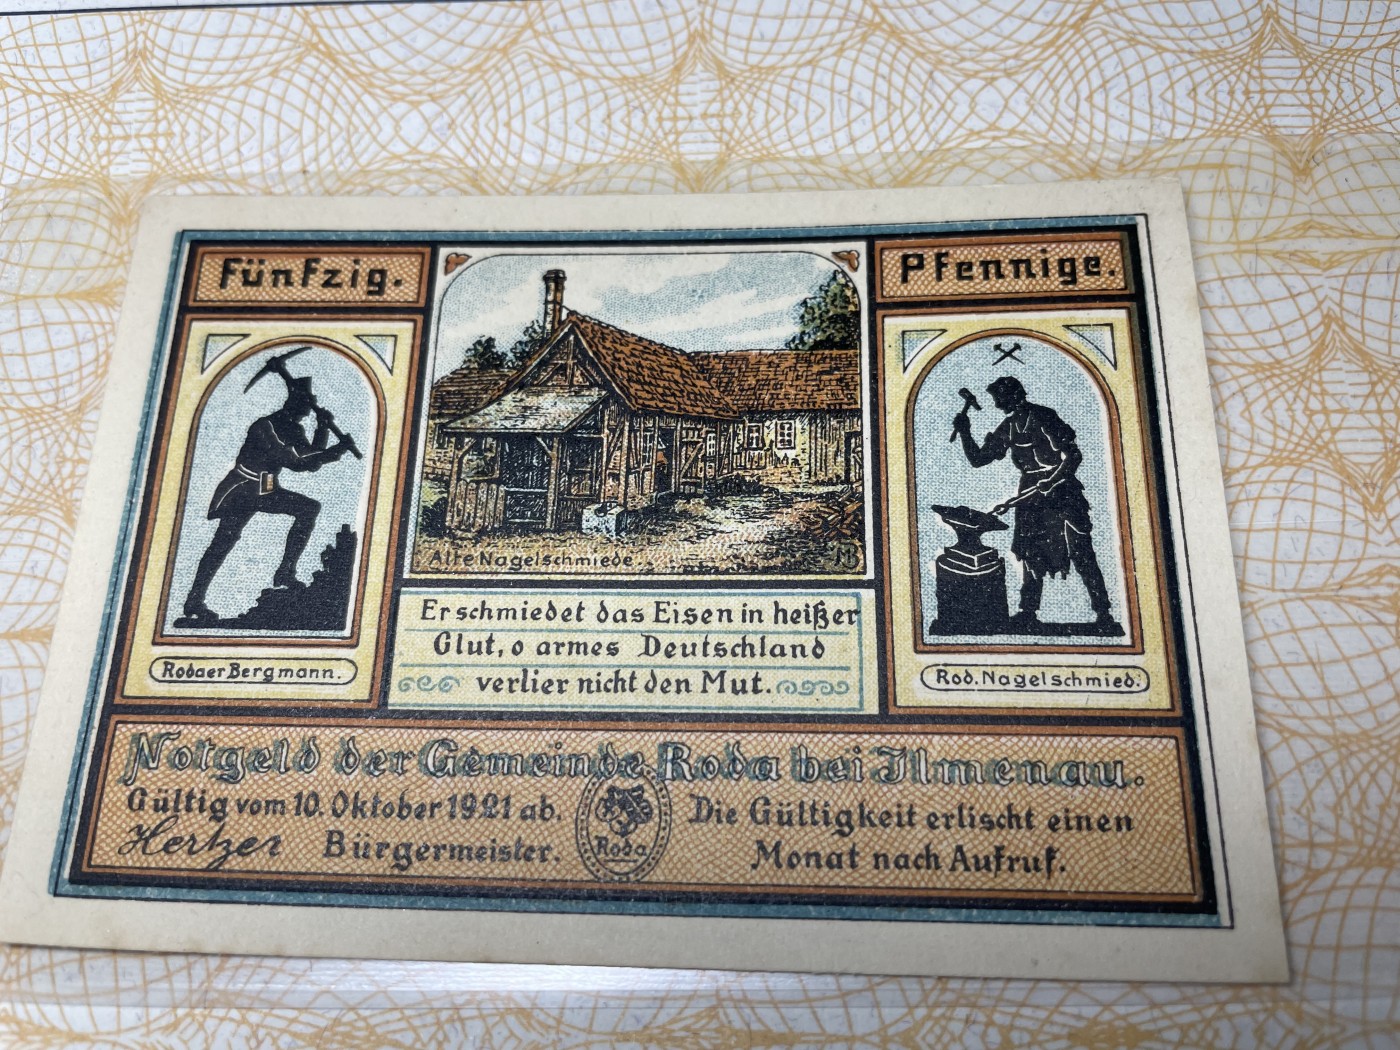 Fünfzig.
Pfennige.
Alte Nagelschmiede.
Er schmiedet das Eisen in heißer
Glut, o armes Deutschland
verlier nicht den Mut.
Rodaer Bergmann.
Rod. Nagelschmied.
Notgeld der Gemeinde Roda bei Ilmenau.
Gültig vom 10. Oktober 1921 ab.
Hertzer Bürgermeister.
Roda
Die Gültigkeit erlischt einen
Monat nach Aufruf.